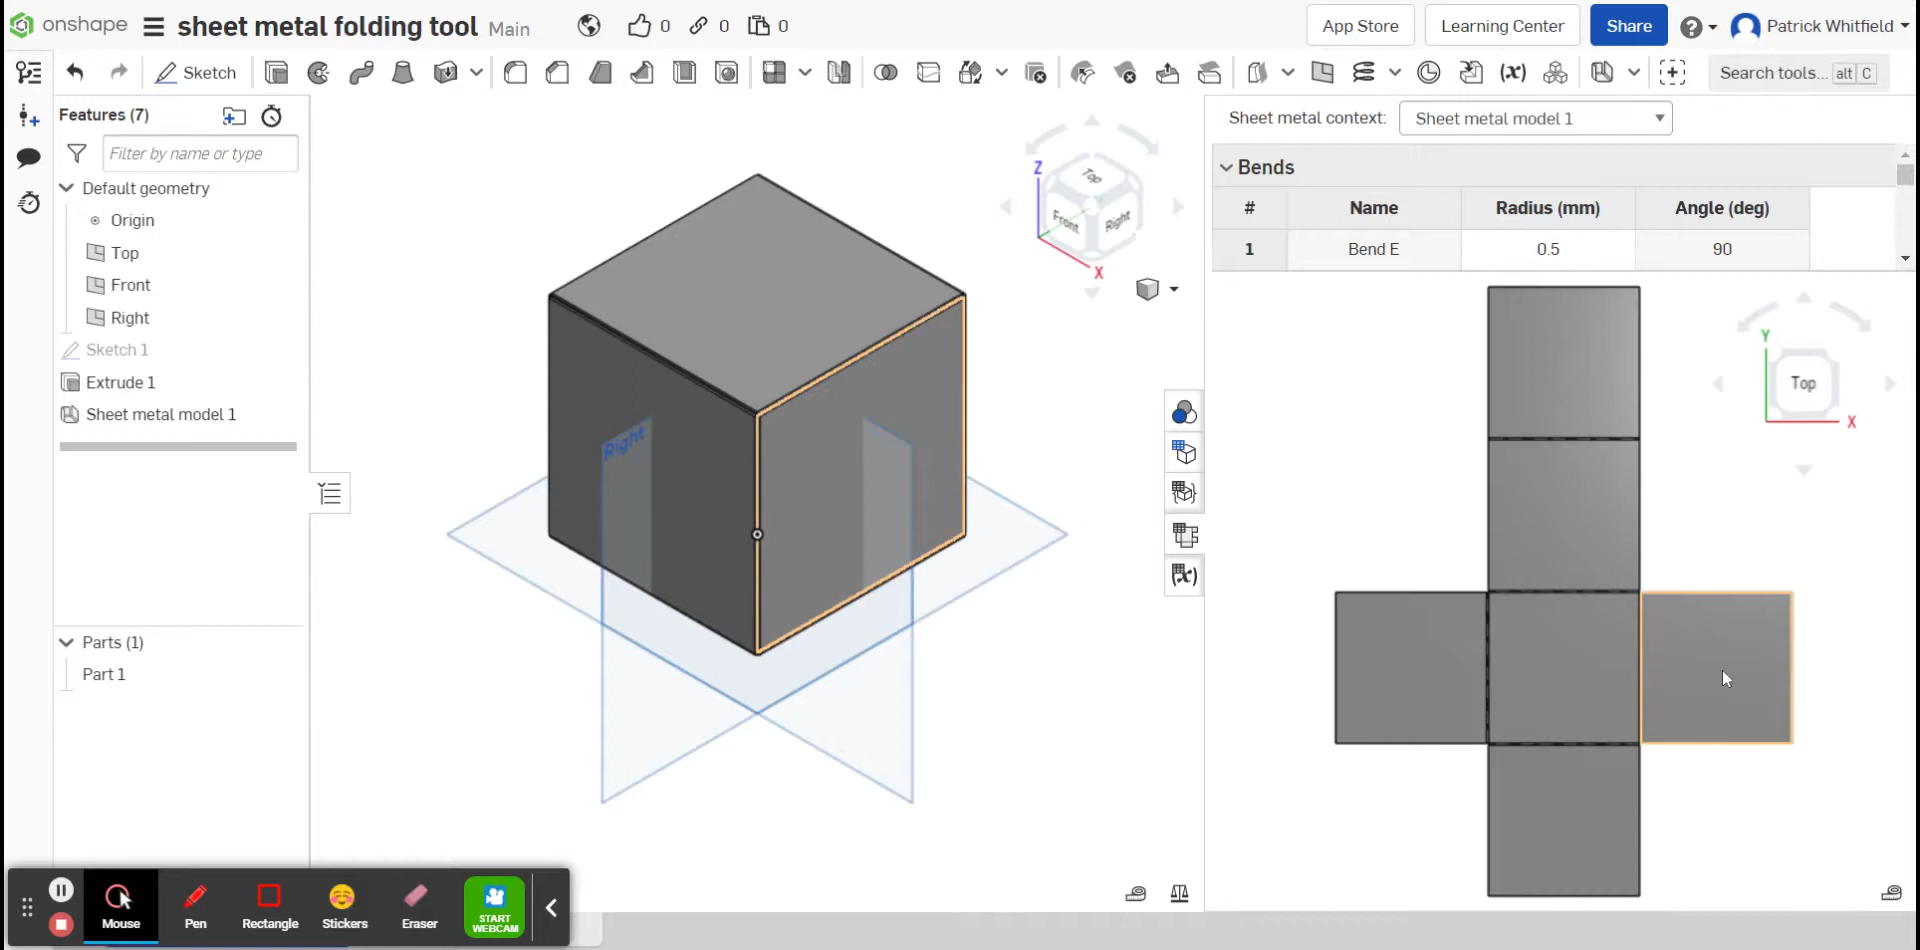 onshape sheet metal folding tool Main 0 0 0 App Store Learning Center Share Patrick Whitfield
Sketch Search tools... alt C
Features (7)
Filter by name or type
Default geometry
Origin
Top
Front
Right
Sketch 1
Extrude 1
Sheet metal model 1
Parts (1)
Part 1
Right
Z
Top
Front
Right
X
Sheet metal context: Sheet metal model 1
Bends
# Name Radius (mm) Angle (deg)
1 Bend E 0.5 90
Y
Top
X
Mouse Pen Rectangle Stickers Eraser START WEBCAM